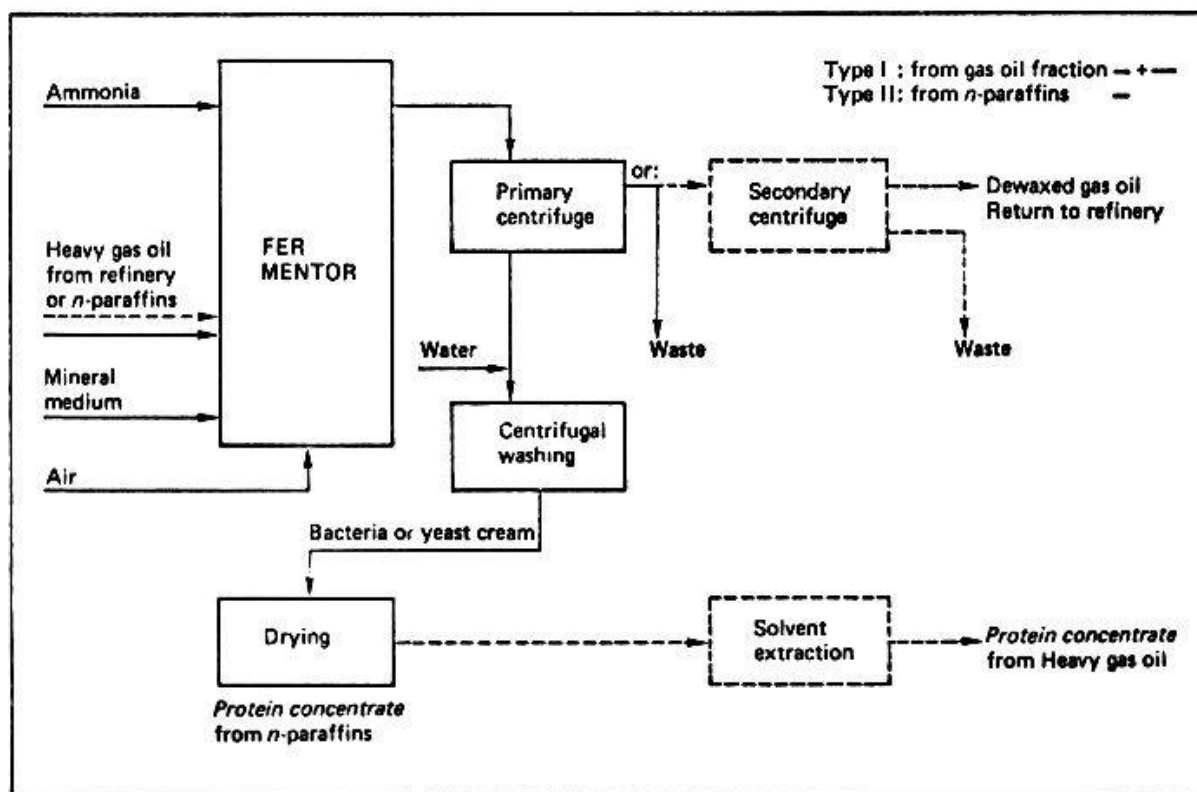 Type I : from gas oil fraction — + —
Type II: from n-paraffins —
Ammonia
FER
MENTOR
Primary
centrifuge
or:
Secondary
centrifuge
Dewaxed gas oil
Return to refinery
Heavy gas oil
from refinery
or n-paraffins
Mineral
medium
Air
Water
Waste
Waste
Centrifugal
washing
Bacteria or yeast cream
Drying
Solvent
extraction
Protein concentrate
from Heavy gas oil
Protein concentrate
from n-paraffins